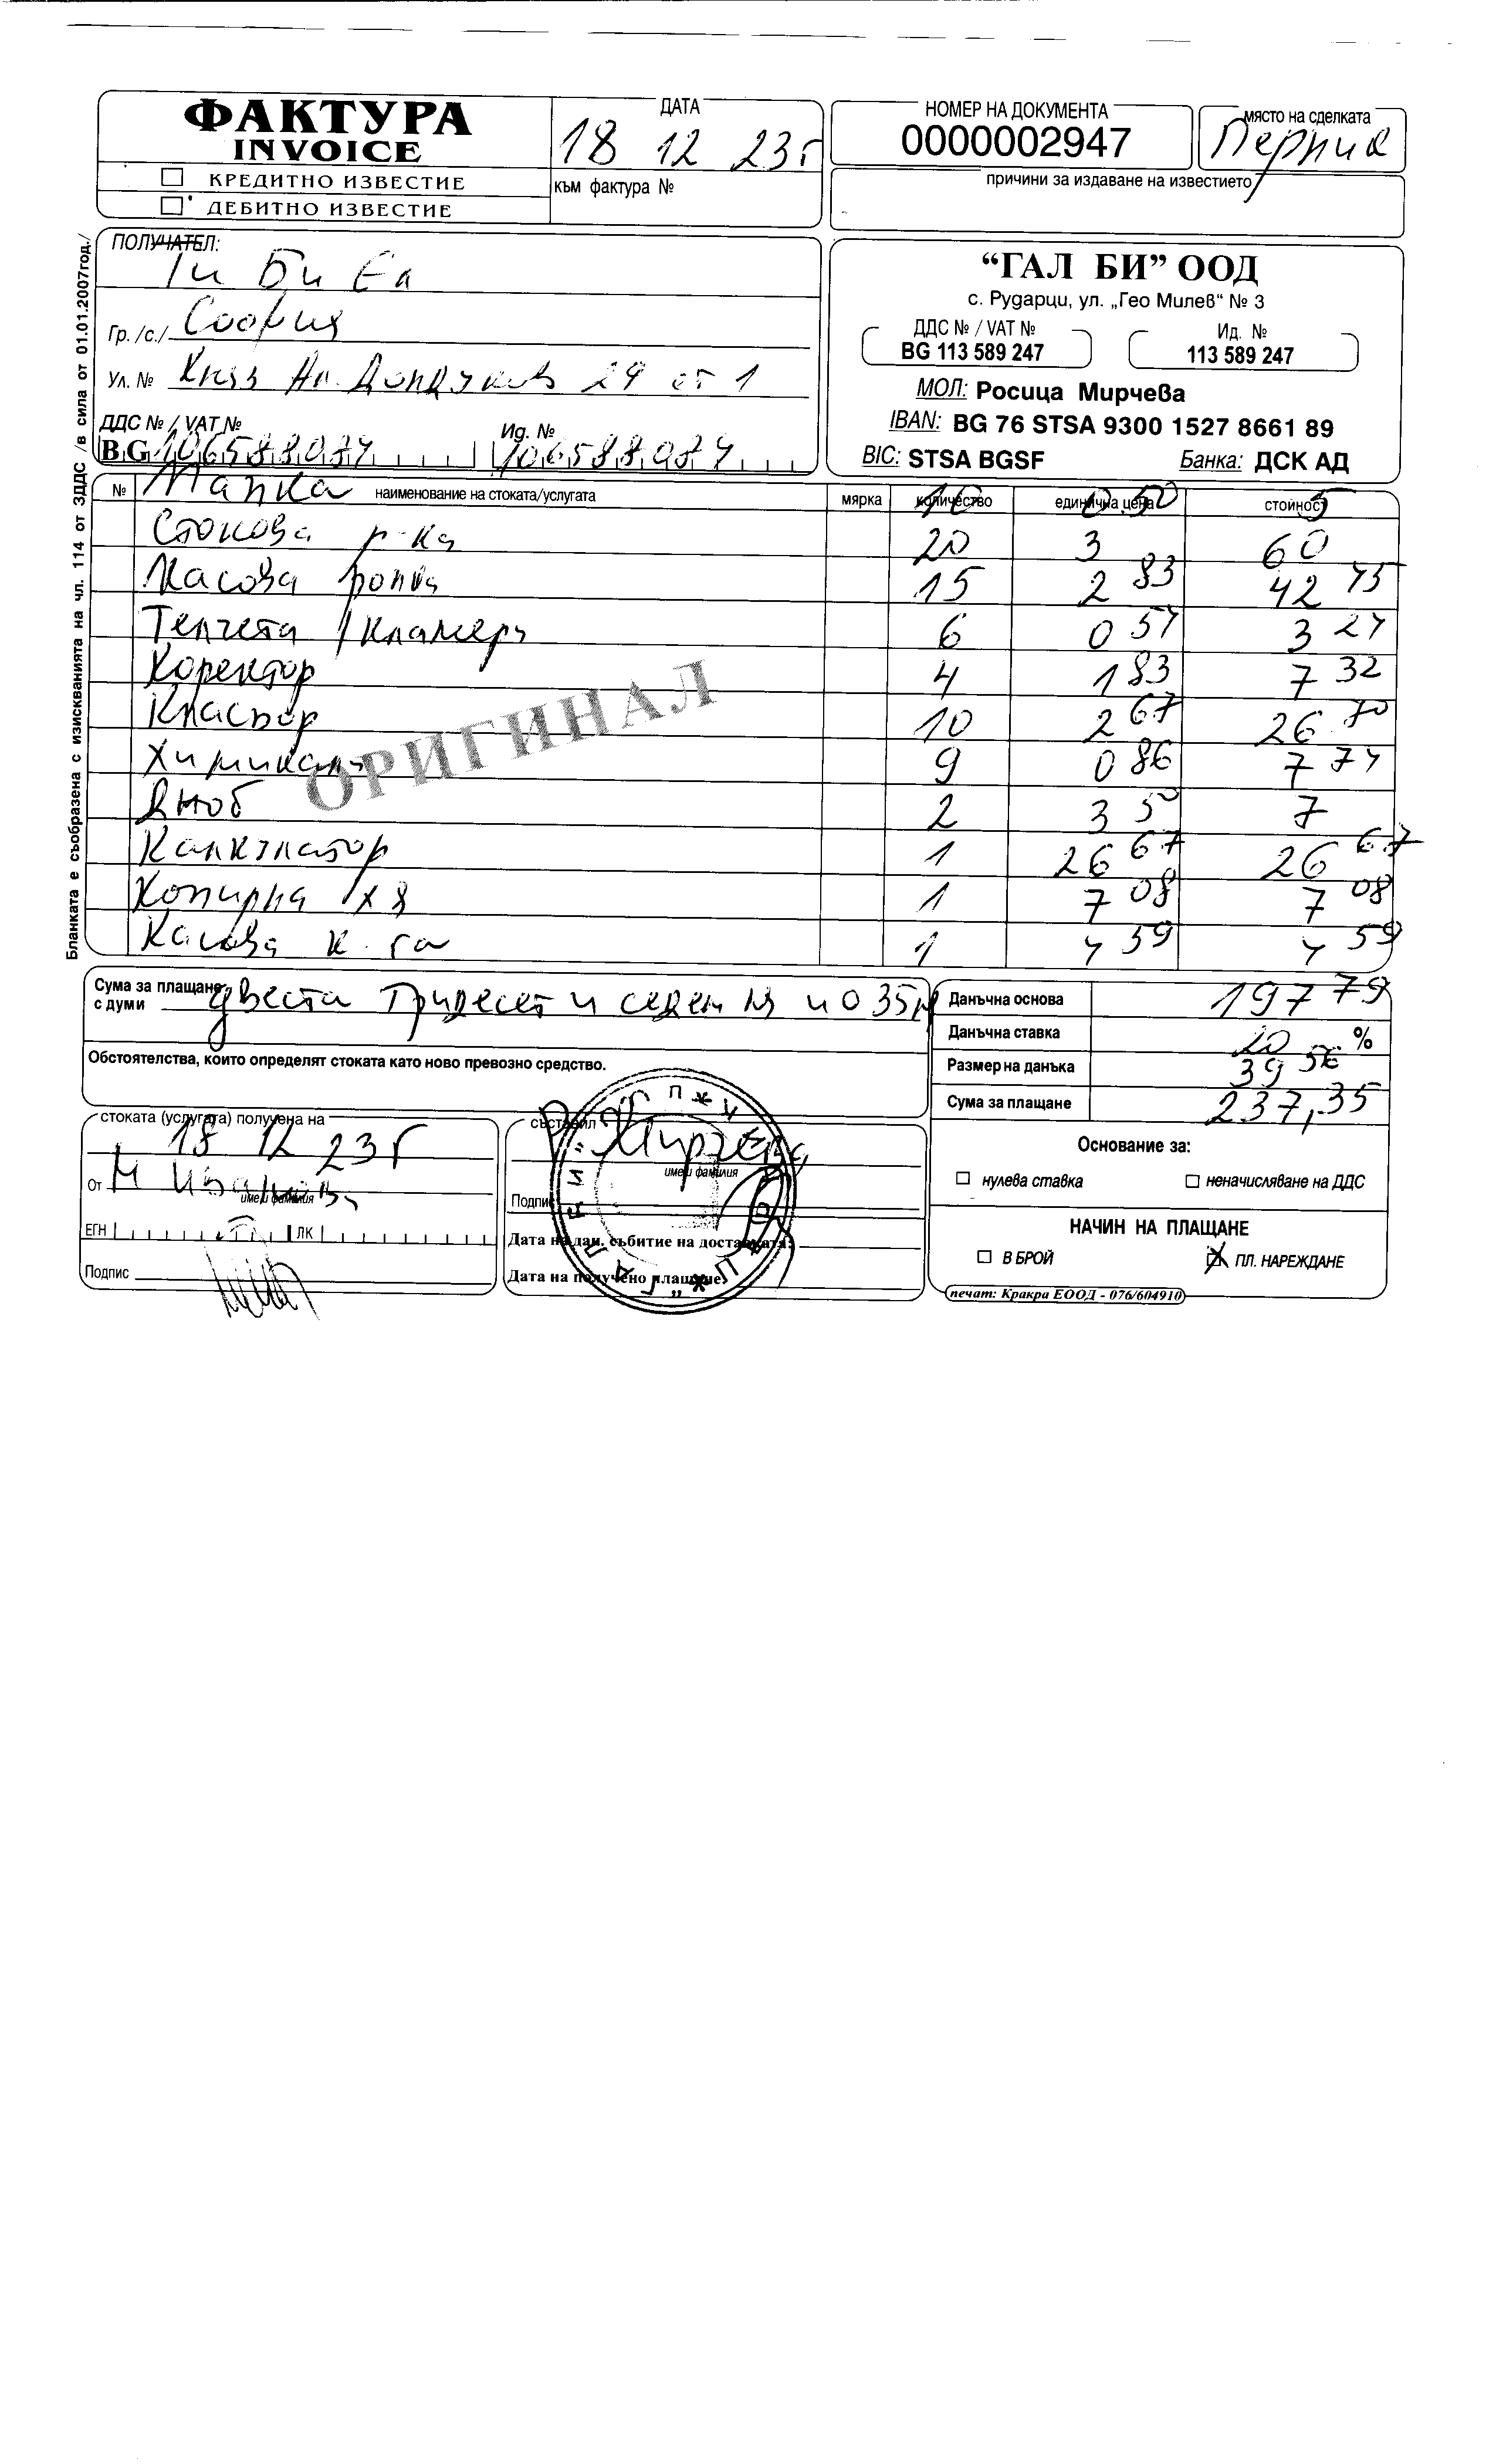 ФАКТУРА
INVOICE
КРЕДИТНО ИЗВЕСТИЕ
ДЕБИТНО ИЗВЕСТИЕ
ДАТА
18 12 23г
към фактура №
НОМЕР НА ДОКУМЕНТА
0000002947
място на сделката
Перник
причини за издаване на известието
Бланката е съобразена с изискванията на чл. 114 от ЗДДС /в сила от 01.01.2007год./
ПОЛУЧАТЕЛ:
Ти Би Еа
Гр. /с./ София
Ул. № Княз Ал. Дондуков 24 ет 1
ДДС № / VAT №
BG 106588084
Ид. №
106588084
“ГАЛ БИ” ООД
с. Рударци, ул. „Гео Милев“ № 3
ДДС № / VAT №
BG 113 589 247
Ид. №
113 589 247
МОЛ: Росица Мирчева
IBAN: BG 76 STSA 9300 1527 8661 89
BIC: STSA BGSF Банка: ДСК АД
№ наименование на стоката/услугата мярка количество единична цена стойност
Папка 10 0.50 5
Стокова р-ка 20 3 60
Касова ролка 15 2 83 42 45
Телчета /кламери 6 0 54 3 24
Коректор 4 1 83 7 32
Класьор 10 2 67 26 70
Химикали 9 0 86 7 74
2 3 50 7
Калкулатор 1 26 67 26 67
Копирна х-я 1 7 08 7 08
Касова к-га 1 4 59 4 59
ОРИГИНАЛ
Сума за плащане
с думи двеста тридесет и седем лв и 0 35
Обстоятелства, които определят стоката като ново превозно средство.
Данъчна основа 197 79
Данъчна ставка 20 %
Размер на данъка 39 56
Сума за плащане 237,35
стоката (услугата) получена на
18 12 23г
От М Иванова
име и фамилия
ЕГН ЛК
Подпис
съставил
Р Мирчева
име и фамилия
Подпис
Дата на дан. събитие на доставката:
Дата на получено плащане:
Основание за:
нулева ставка
неначисляване на ДДС
НАЧИН НА ПЛАЩАНЕ
В БРОЙ
ПЛ. НАРЕЖДАНЕ
печат: Кракра ЕООД - 076/604910